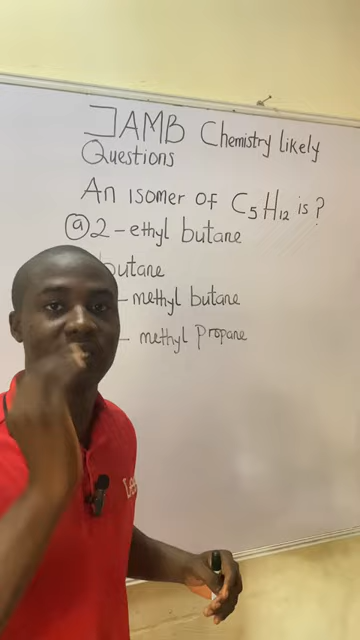 JAMB Chemistry likely
Questions
An isomer of C₅H₁₂ is?
(a) 2-ethyl butane
butane
- methyl butane
- methyl Propane